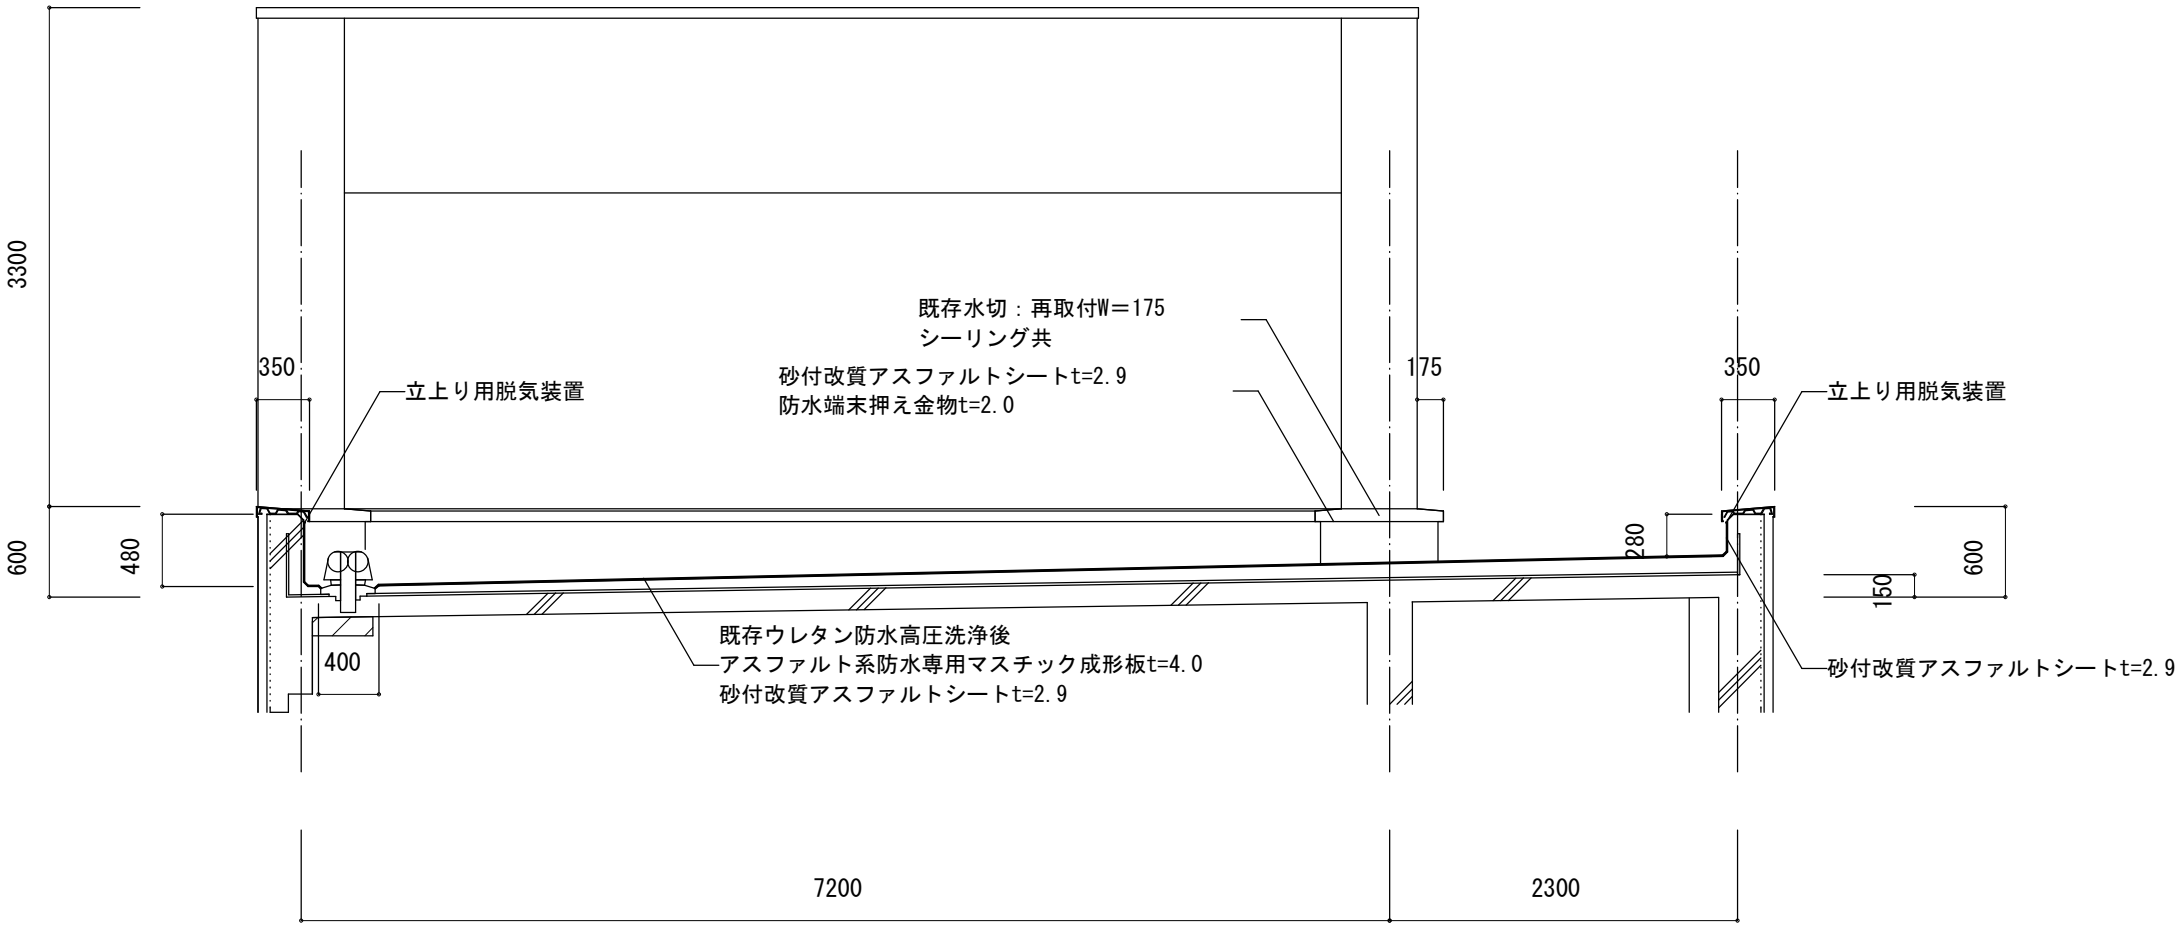 3300
既存水切：再取付W＝175
シーリング共
350
175
350
砂付改質アスファルトシートt=2.9
防水端末押え金物t=2.0
立上り用脱気装置
立上り用脱気装置
600
480
280
600
150
既存ウレタン防水高圧洗浄後
アスファルト系防水専用マスチック成形板t=4.0
砂付改質アスファルトシートt=2.9
400
砂付改質アスファルトシートt=2.9
7200
2300